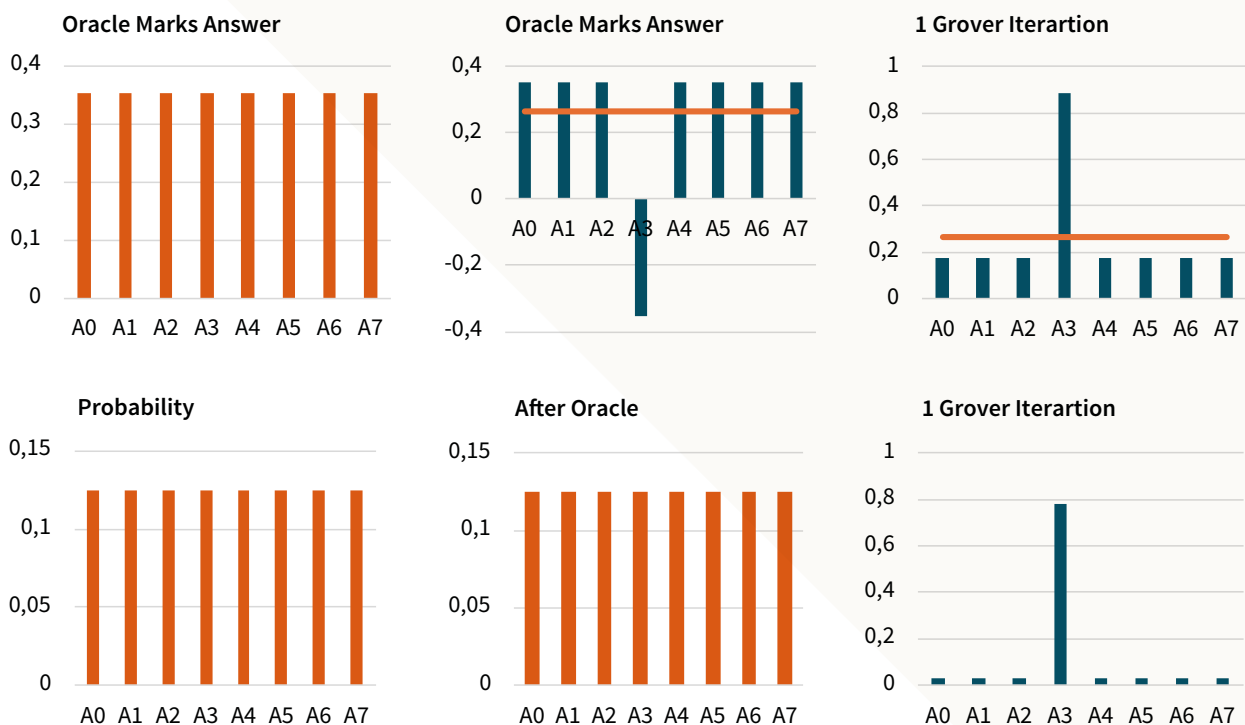 Oracle Marks Answer
0,4
0,3
0,2
0,1
0
A0 A1 A2 A3 A4 A5 A6 A7
Oracle Marks Answer
0,4
0,2
0
A0 A1 A2 A3 A4 A5 A6 A7
-0,2
-0,4
1 Grover Iterartion
1
0,8
0,6
0,4
0,2
0
A0 A1 A2 A3 A4 A5 A6 A7
Probability
0,15
0,1
0,05
0
A0 A1 A2 A3 A4 A5 A6 A7
After Oracle
0,15
0,1
0,05
0
A0 A1 A2 A3 A4 A5 A6 A7
1 Grover Iterartion
1
0,8
0,6
0,4
0,2
0
A0 A1 A2 A3 A4 A5 A6 A7